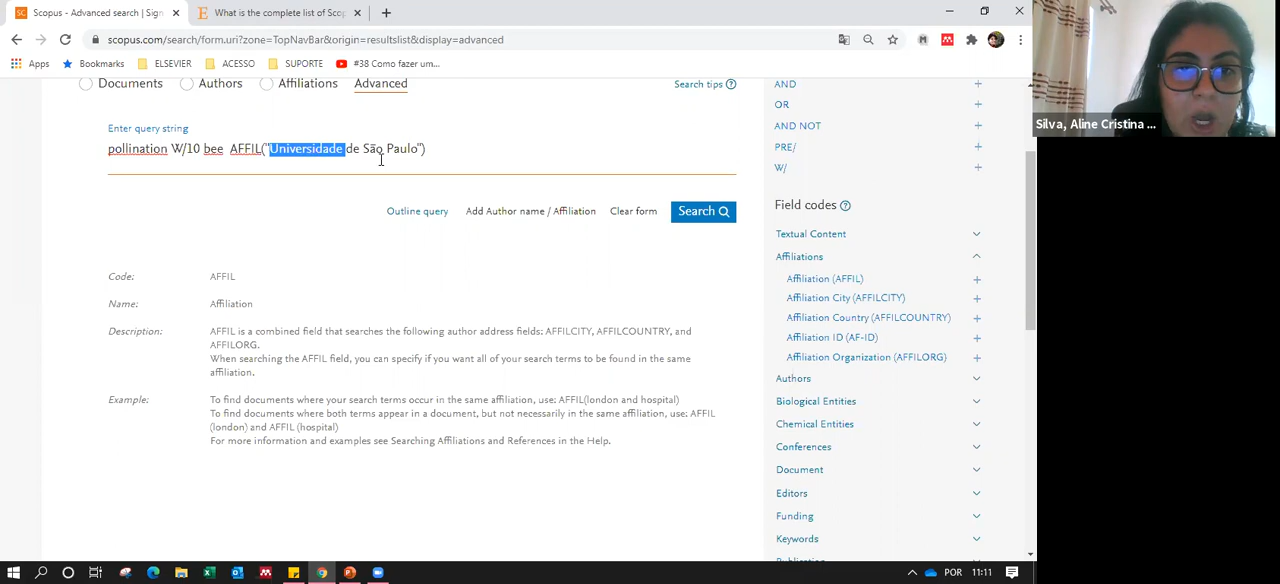 Scopus - Advanced search | Sign
What is the complete list of Scop
scopus.com/search/form.uri?zone=TopNavBar&origin=resultslist&display=advanced
Apps
Bookmarks
ELSEVIER
ACESSO
SUPORTE
#38 Como fazer um...
Documents
Authors
Affiliations
Advanced
Search tips
Enter query string
pollination W/10 bee AFFIL("Universidade de São Paulo")
Outline query
Add Author name / Affiliation
Clear form
Search
Code: AFFIL
Name: Affiliation
Description: AFFIL is a combined field that searches the following author address fields: AFFILCITY, AFFILCOUNTRY, and
AFFILORG.
When searching the AFFIL field, you can specify if you want all of your search terms to be found in the same
affiliation.
Example: To find documents where your search terms occur in the same affiliation, use: AFFIL(london and hospital)
To find documents where both terms appear in a document, but not necessarily in the same affiliation, use: AFFIL
(london) and AFFIL (hospital)
For more information and examples see Searching Affiliations and References in the Help.
AND
OR
AND NOT
PRE/
W/
Field codes
Textual Content
Affiliations
Affiliation (AFFIL)
Affiliation City (AFFILCITY)
Affiliation Country (AFFILCOUNTRY)
Affiliation ID (AF-ID)
Affiliation Organization (AFFILORG)
Authors
Biological Entities
Chemical Entities
Conferences
Document
Editors
Funding
Keywords
Silva, Aline Cristina ...
POR
11:11